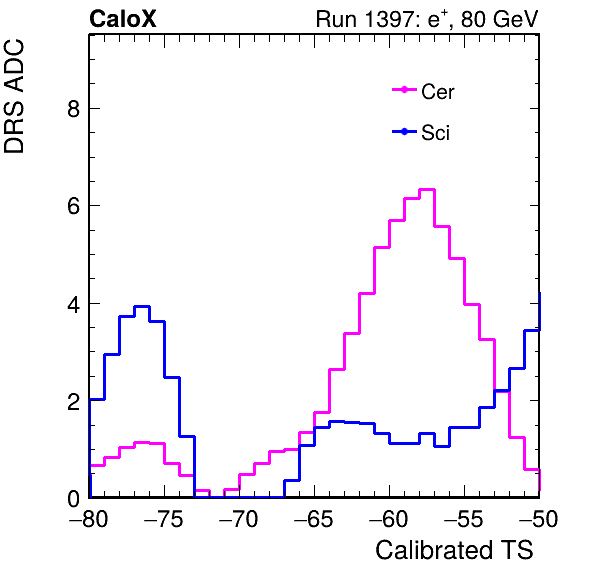 CaloX Run 1397: e⁺, 80 GeV
DRS ADC
Cer
Sci
8
6
4
2
0
−80 −75 −70 −65 −60 −55 −50
Calibrated TS